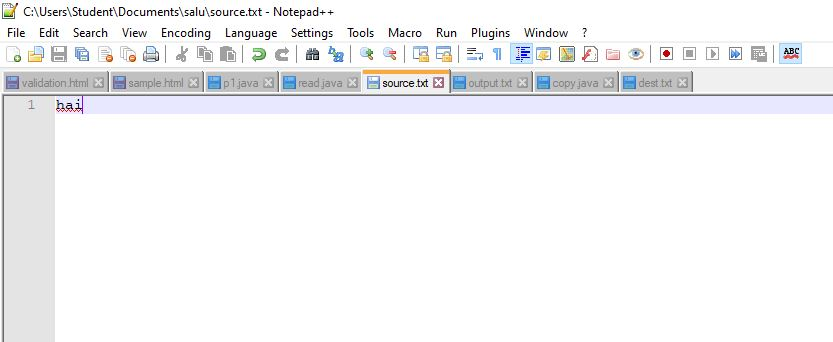 C:\Users\Student\Documents\salu\source.txt - Notepad++
File Edit Search View Encoding Language Settings Tools Macro Run Plugins Window ?
ABC
validation.html sample.html p1.java read.java source.txt output.txt copy.java dest.txt
1 hai